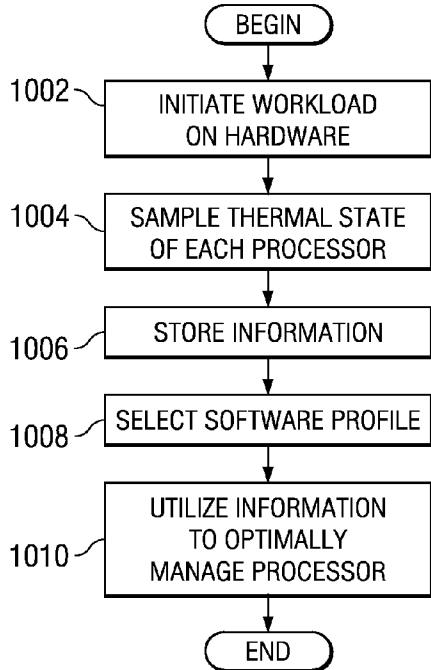 BEGIN
1002
INITIATE WORKLOAD
ON HARDWARE
1004
SAMPLE THERMAL STATE
OF EACH PROCESSOR
1006
STORE INFORMATION
1008
SELECT SOFTWARE PROFILE
1010
UTILIZE INFORMATION
TO OPTIMALLY
MANAGE PROCESSOR
END